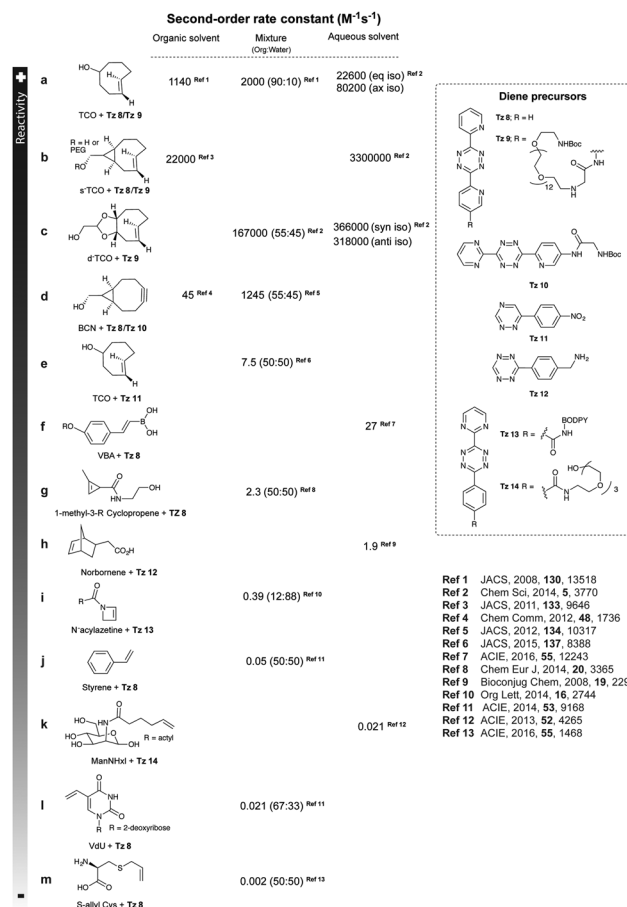 Second-order rate constant (M-1s-1)
Organic solvent Mixture Aqueous solvent
(Org:Water)
+
Reactivity
a
HO
H
H
1140 Ref 1 2000 (90:10) Ref 1 22600 (eq iso) Ref 2
80200 (ax iso)
TCO + Tz 8/Tz 9
b
R = H or
PEG
RO
H
H
H
H
22000 Ref 3 3300000 Ref 2
s-TCO + Tz 8/Tz 9
c
HO
O
O
H
H
H
H
167000 (55:45) Ref 2 366000 (syn iso) Ref 2
318000 (anti iso)
d-TCO + Tz 9
d
HO
H
H
45 Ref 4 1245 (55:45) Ref 5
BCN + Tz 8/Tz 10
e
HO
H
H
7.5 (50:50) Ref 6
TCO + Tz 11
f
RO
OH
B
OH
27 Ref 7
VBA + Tz 8
g
O
N
H
OH
2.3 (50:50) Ref 8
1-methyl-3-R Cyclopropene + TZ 8
h
CO2H
1.9 Ref 9
Norbornene + Tz 12
i
O
R
N
0.39 (12:88) Ref 10
N-acylazetine + Tz 13
j
0.05 (50:50) Ref 11
Styrene + Tz 8
k
O
HO
HN
HO
HO
O
OH
R = actyl
0.021 Ref 12
ManNHxl + Tz 14
l
O
NH
N
O
R
R = 2-deoxyribose
0.021 (67:33) Ref 11
VdU + Tz 8
m
H2N
S
HO
O
0.002 (50:50) Ref 13
S-allyl Cys + Tz 8
-
Diene precursors
Tz 8; R = H
Tz 9; R =
O
NHBoc
O
12
N
H
O
NH
N
N N
N N
N
R
N
N
N N
N N
N
H
N
O
NHBoc
Tz 10
N
N
N
NO2
Tz 11
NH2
N N
N N
Tz 12
N N
N N
N N
R
Tz 13 R =
BODPY
NH
O
Tz 14 R =
O
N
H
HO
O
3
Ref 1 JACS, 2008, 130, 13518
Ref 2 Chem Sci, 2014, 5, 3770
Ref 3 JACS, 2011, 133, 9646
Ref 4 Chem Comm, 2012, 48, 1736
Ref 5 JACS, 2012, 134, 10317
Ref 6 JACS, 2015, 137, 8388
Ref 7 ACIE, 2016, 55, 12243
Ref 8 Chem Eur J, 2014, 20, 3365
Ref 9 Bioconjug Chem, 2008, 19, 229
Ref 10 Org Lett, 2014, 16, 2744
Ref 11 ACIE, 2014, 53, 9168
Ref 12 ACIE, 2013, 52, 4265
Ref 13 ACIE, 2016, 55, 1468